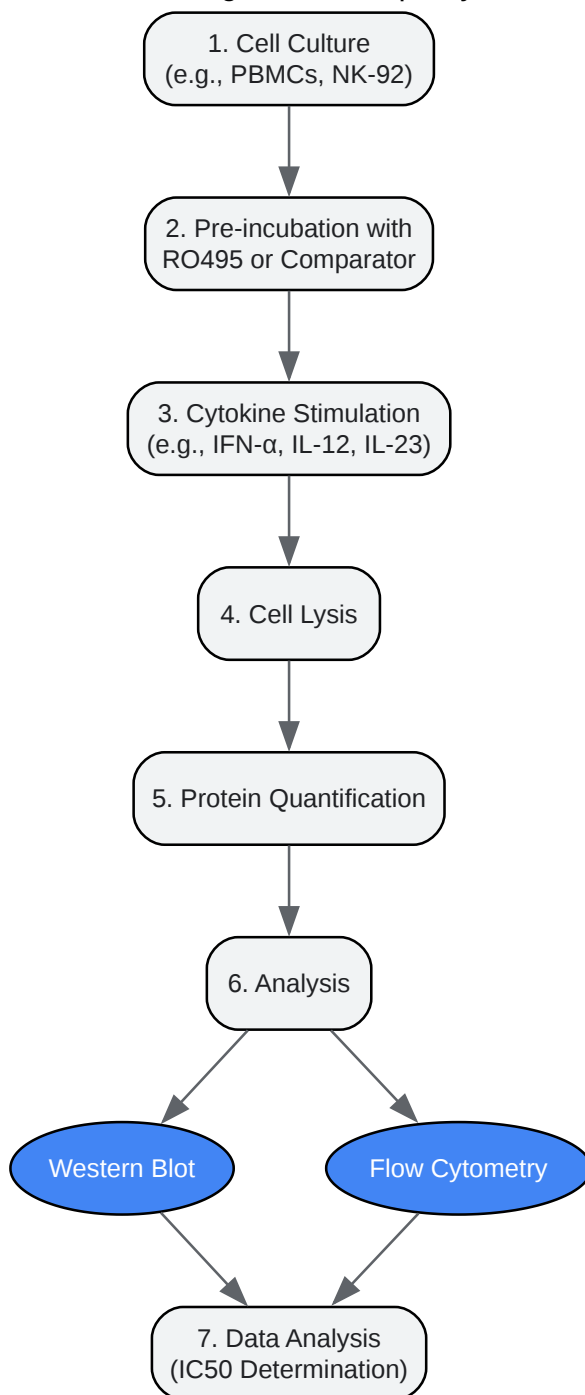 1. Cell Culture
(e.g., PBMCs, NK-92)
2. Pre-incubation with
RO495 or Comparator
3. Cytokine Stimulation
(e.g., IFN-α, IL-12, IL-23)
4. Cell Lysis
5. Protein Quantification
6. Analysis
Western Blot
Flow Cytometry
7. Data Analysis
(IC50 Determination)